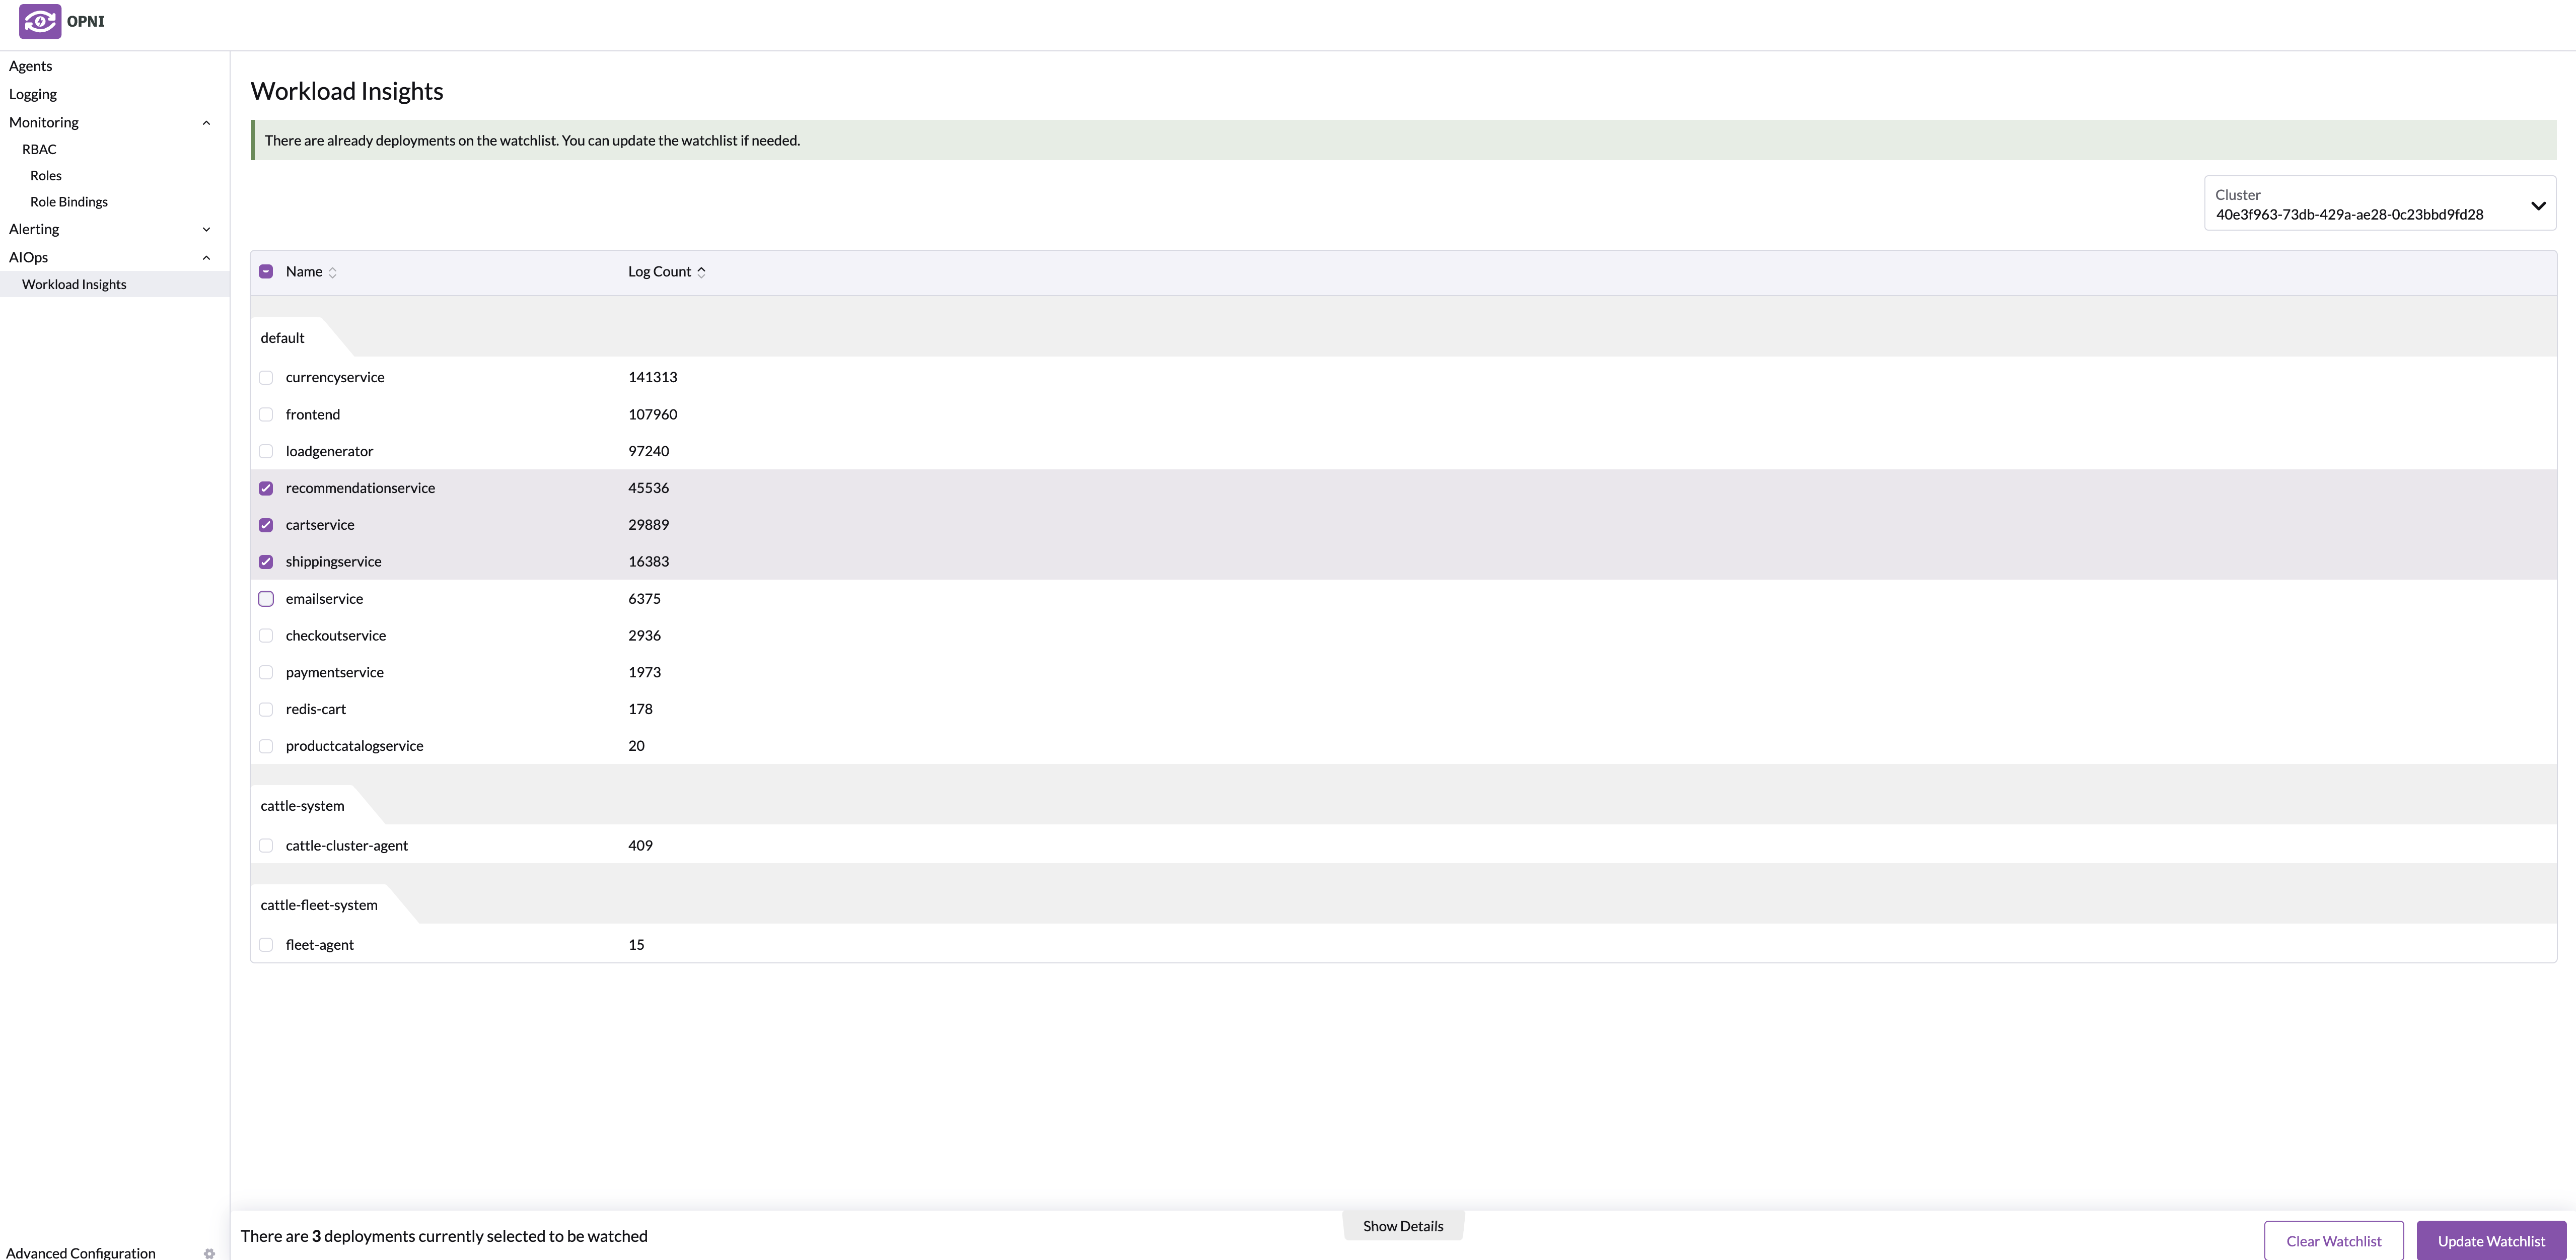 OPNI
Agents
Logging
Monitoring
RBAC
Roles
Role Bindings
Alerting
AIOps
Workload Insights
Advanced Configuration
Workload Insights
There are already deployments on the watchlist. You can update the watchlist if needed.
Cluster
40e3f963-73db-429a-ae28-0c23bbd9fd28
Name Log Count
default
currencyservice 141313
frontend 107960
loadgenerator 97240
recommendationservice 45536
cartservice 29889
shippingservice 16383
emailservice 6375
checkoutservice 2936
paymentservice 1973
redis-cart 178
productcatalogservice 20
cattle-system
cattle-cluster-agent 409
cattle-fleet-system
fleet-agent 15
There are 3 deployments currently selected to be watched
Show Details
Clear Watchlist
Update Watchlist